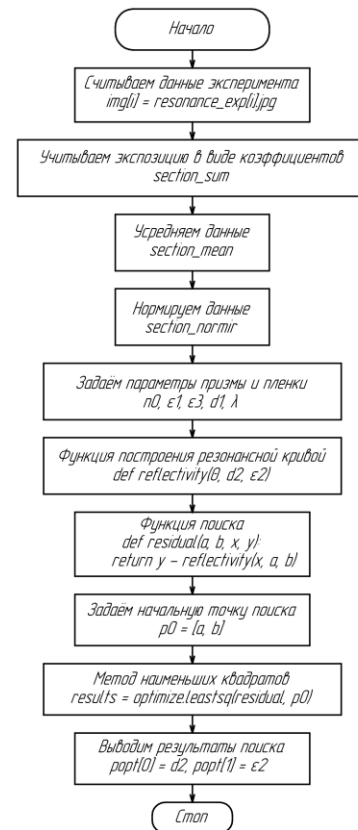 Начало
Считываем данные эксперимента
img[i] = resonance_exp[i].jpg
Учитываем экспозицию в виде коэффициентов
section_sum
Усредняем данные
section_mean
Нормируем данные
section_normir
Задаём параметры призмы и пленки
n0, ε1, ε3, d1, λ
Функция построения резонансной кривой
def reflectivity(θ, d2, ε2)
Функция поиска
def residual(a, b, x, y):
return y – reflectivity(x, a, b)
Задаём начальную точку поиска
p0 = [a, b]
Метод наименьших квадратов
results = optimize.leastsq(residual, p0)
Выводим результаты поиска
popt[0] = d2, popt[1] = ε2
Стоп